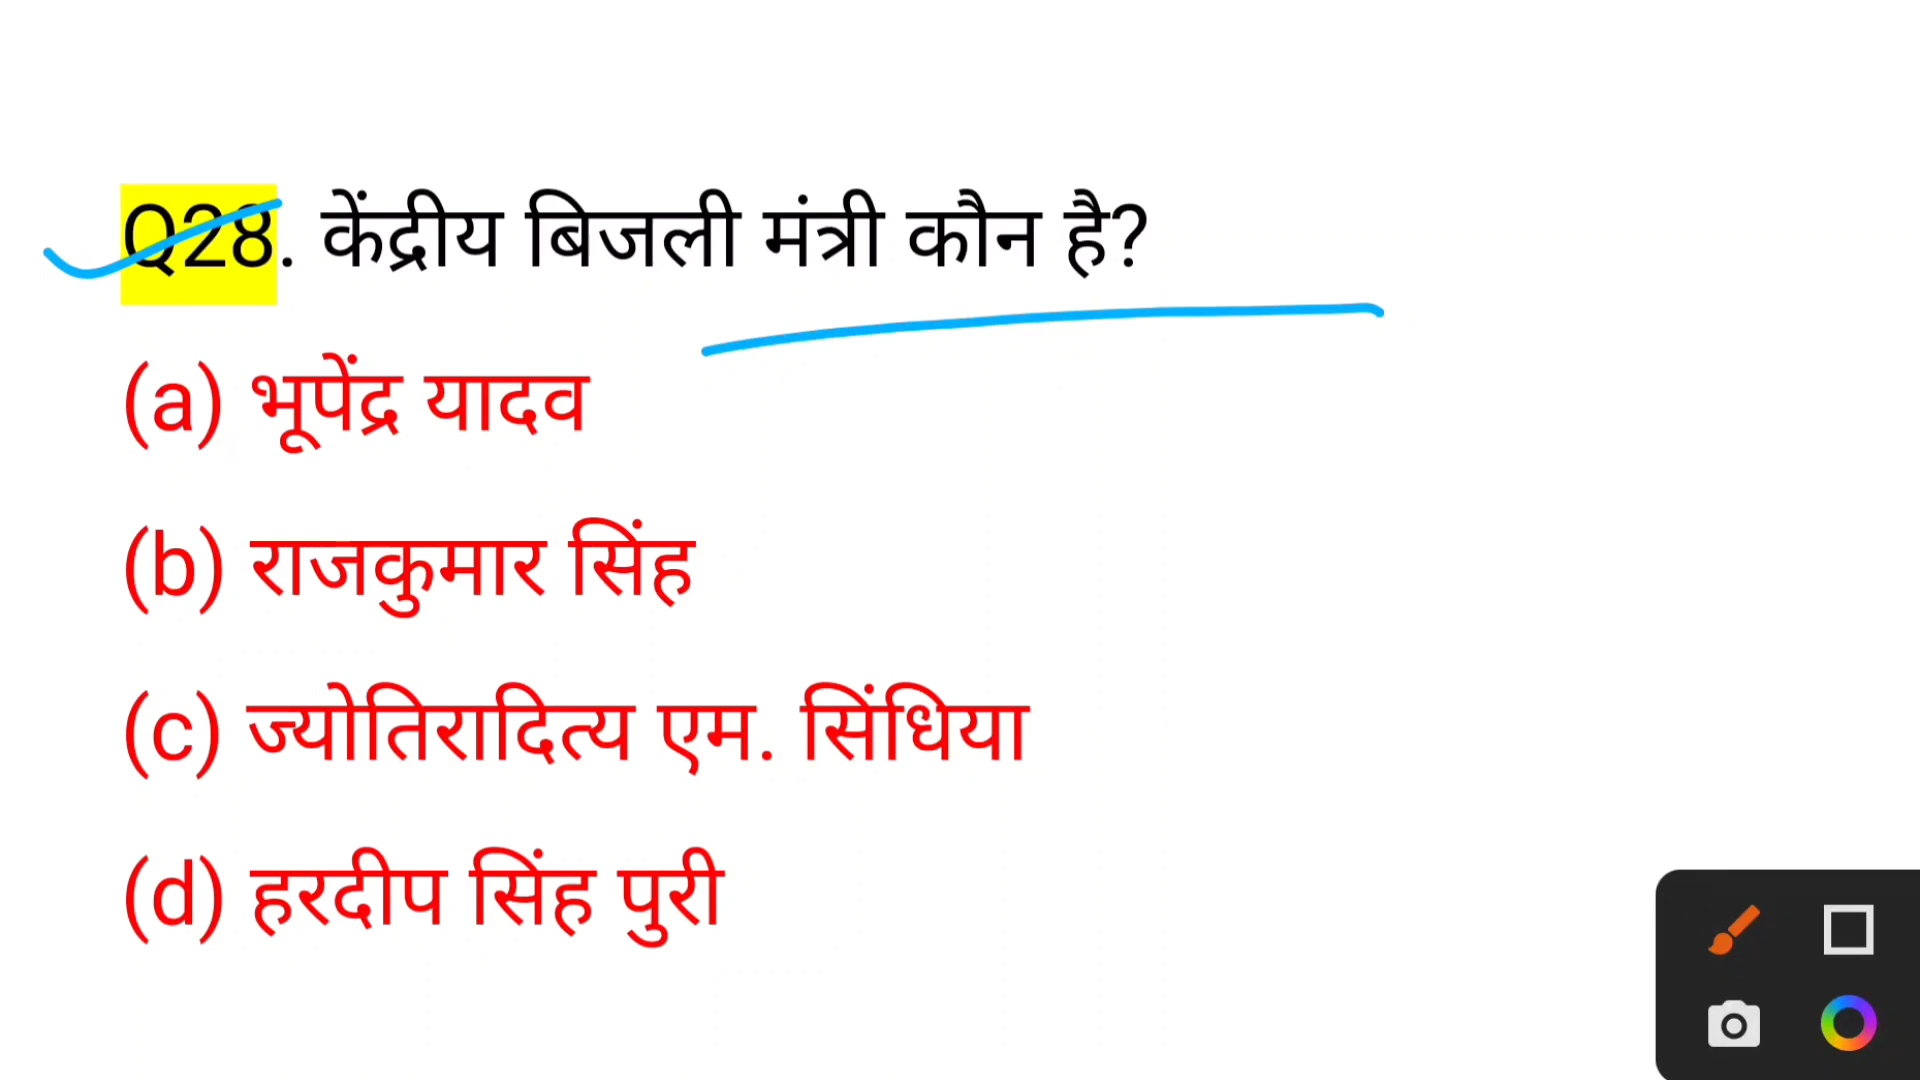 Q28. केंद्रीय बिजली मंत्री कौन है?
(a) भूपेंद्र यादव
(b) राजकुमार सिंह
(c) ज्योतिरादित्य एम. सिंधिया
(d) हरदीप सिंह पुरी